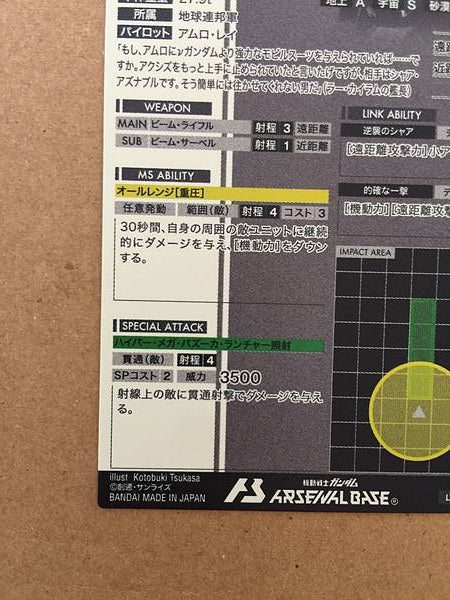 27.9t
地上 A 宇宙 S 砂漠
所属 地球連邦軍
パイロット アムロ・レイ
「もし、アムロにνガンダムより強力なモビルスーツを与えられていれば……で
すか。アクシズをもっと上手に止められていたと言いたけですが、相手はシャア・
アズナブルです。そう簡単には行かせてくれない男だ」（ラー・カイラムの艦長）
WEAPON
MAIN ビーム・ライフル 射程 3 遠距離
SUB ビーム・サーベル 射程 1 近距離
LINK ABILITY
逆襲のシャア
[遠距離攻撃力]小ア
的確な一撃
[機動力][遠距離攻撃
MS ABILITY
オールレンジ[重圧]
任意発動 範囲(敵) 射程 4 コスト 3
30秒間、自身の周囲の敵ユニットに継続
的にダメージを与え、[機動力]をダウン
する。
IMPACT AREA
SPECIAL ATTACK
ハイパー・メガ・バズーカ・ランチャー照射
貫通(敵) 射程 4
SPコスト 2 威力 3500
射線上の敵に貫通射撃でダメージを与え
る。
illust Kotobuki Tsukasa
©創通・サンライズ
BANDAI MADE IN JAPAN
機動戦士ガンダム
ARSENAL BASE